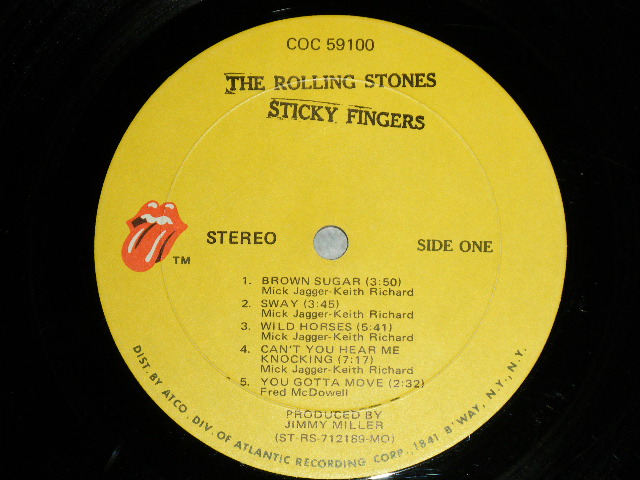 COC 59100
THE ROLLING STONES
STICKY FINGERS
TM
STEREO
SIDE ONE
1. BROWN SUGAR (3:50)
Mick Jagger-Keith Richard
2. SWAY (3:45)
Mick Jagger-Keith Richard
3. WILD HORSES (5:41)
Mick Jagger-Keith Richard
4. CAN'T YOU HEAR ME
KNOCKING (7:17)
Mick Jagger-Keith Richard
5. YOU GOTTA MOVE (2:32)
Fred McDowell
PRODUCED BY
JIMMY MILLER
(ST-RS-712189-MO)
DIST. BY ATCO, DIV. OF ATLANTIC RECORDING CORP., 1841 B'WAY, N.Y., N.Y.